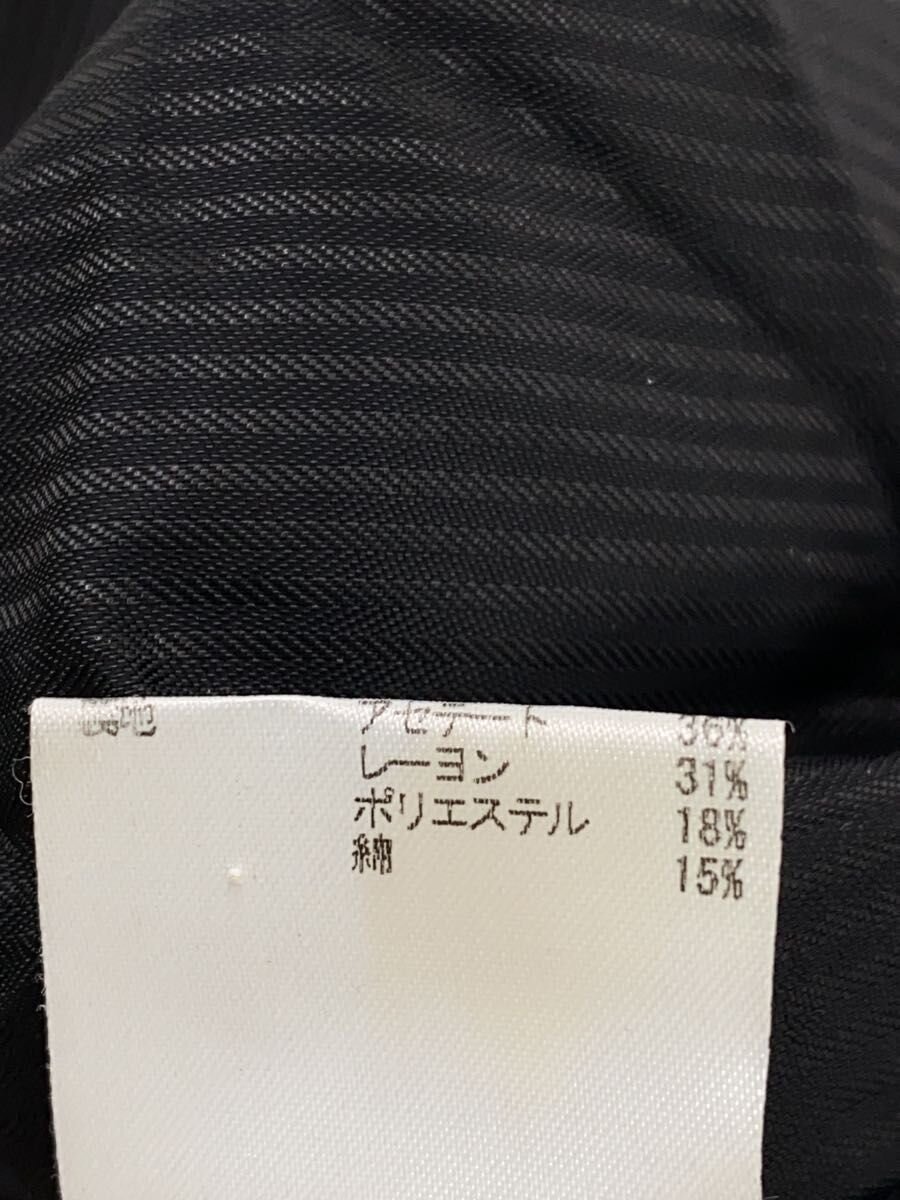 アセテート 36%
レーヨン 31%
ポリエステル 18%
綿 15%